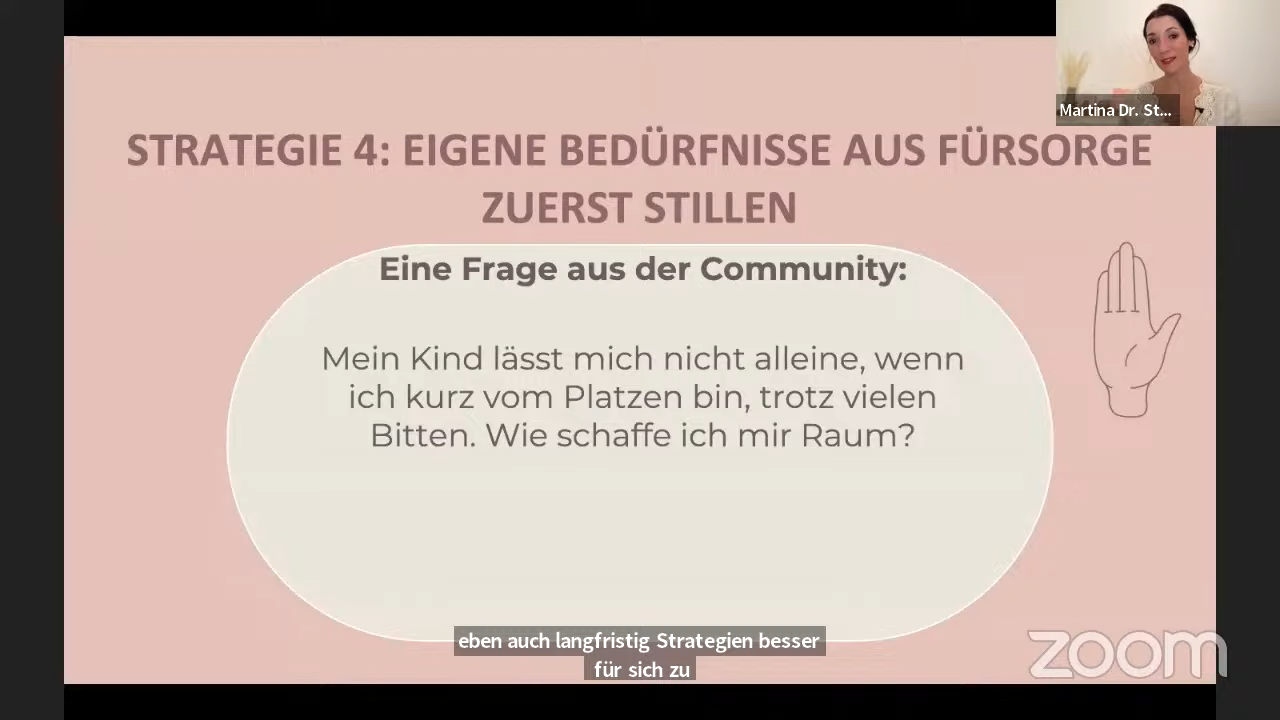 Martina Dr. St...
STRATEGIE 4: EIGENE BEDÜRFNISSE AUS FÜRSORGE
ZUERST STILLEN
Eine Frage aus der Community:
Mein Kind lässt mich nicht alleine, wenn
ich kurz vom Platzen bin, trotz vielen
Bitten. Wie schaffe ich mir Raum?
eben auch langfristig Strategien besser
für sich zu
zoom